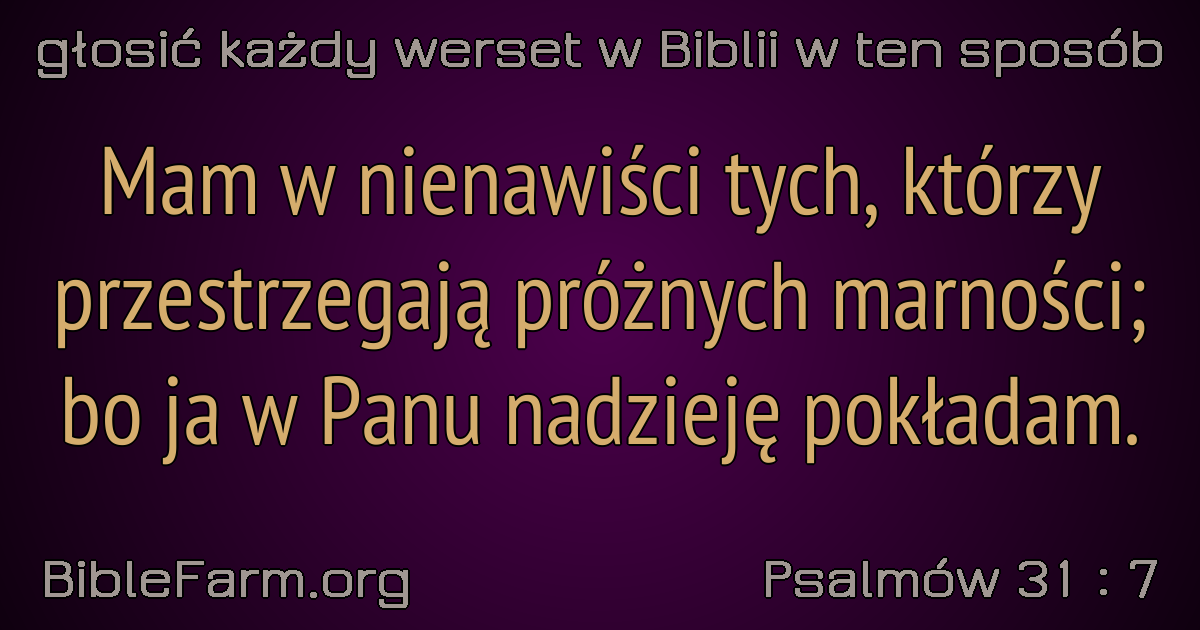 głosić każdy werset w Biblii w ten sposób
Mam w nienawiści tych, którzy
przestrzegają próżnych marności;
bo ja w Panu nadzieję pokładam.
BibleFarm.org
Psalmów 31 : 7